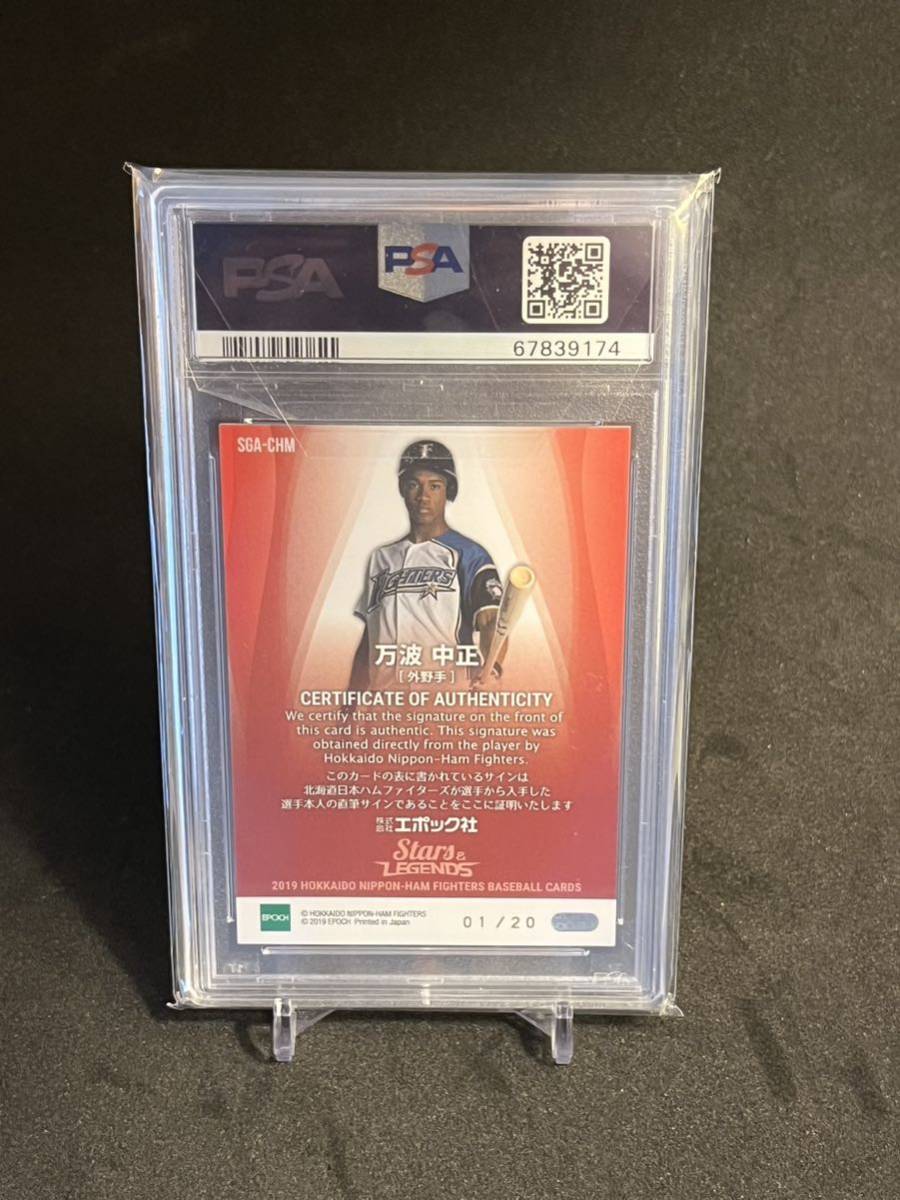 PSA
PSA
67839174
SGA-CHM
F
FIGHTERS
万波 中正
[外野手]
CERTIFICATE OF AUTHENTICITY
We certify that the signature on the front of
this card is authentic. This signature was
obtained directly from the player by
Hokkaido Nippon-Ham Fighters.
このカードの表に書かれているサインは
北海道日本ハムファイターズが選手から入手した
選手本人の直筆サインであることをここに証明いたします
株式会社エポック社
Stars &
LEGENDS
2019 HOKKAIDO NIPPON-HAM FIGHTERS BASEBALL CARDS
EPOCH
© HOKKAIDO NIPPON-HAM FIGHTERS
© 2019 EPOCH Printed in Japan
01/20
PSA